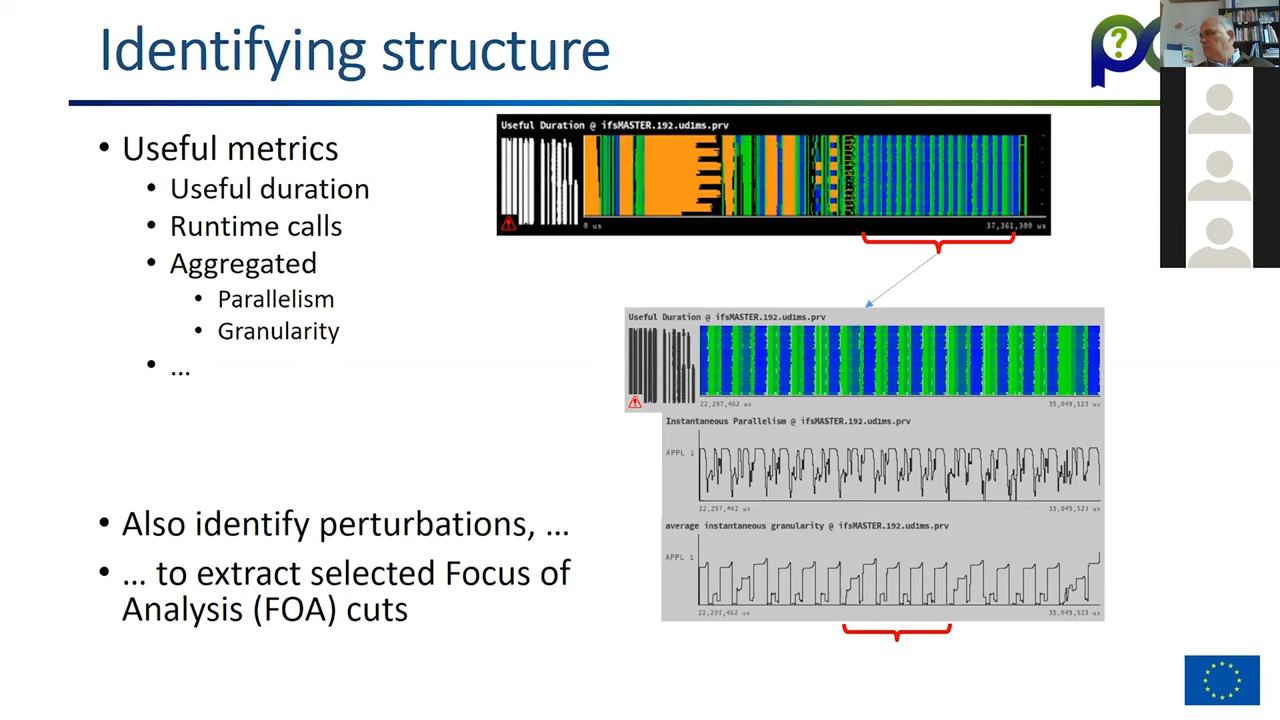 Identifying structure
• Useful metrics
• Useful duration
• Runtime calls
• Aggregated
• Parallelism
• Granularity
• ...
• Also identify perturbations, ...
• ... to extract selected Focus of
Analysis (FOA) cuts
Useful Duration @ ifsMASTER.192.ud1ms.prv
0 us
37,361,300 us
Useful Duration @ ifsMASTER.192.ud1ms.prv
22,297,462 us
35,049,523 us
Instantaneous Parallelism @ ifsMASTER.192.ud1ms.prv
APPL 1
22,297,462 us
35,049,523 us
average instantaneous granularity @ ifsMASTER.192.ud1ms.prv
APPL 1
22,297,462 us
35,049,523 us